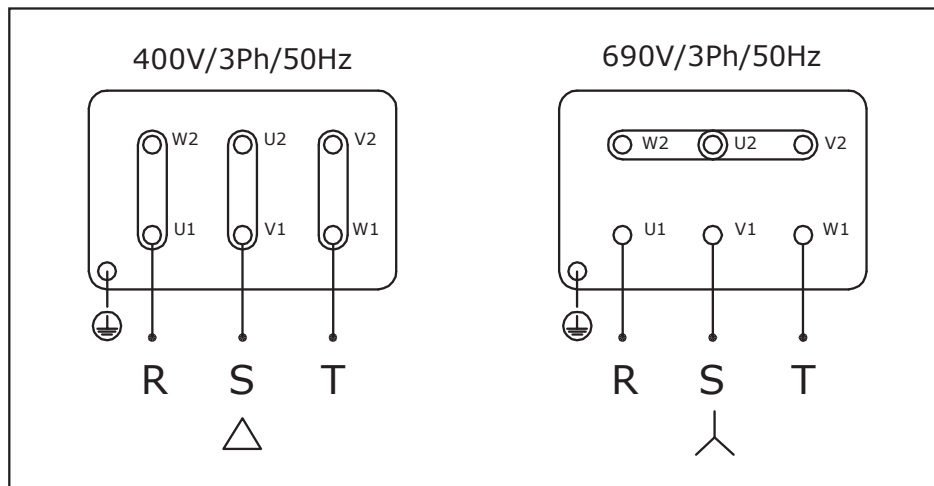 400V/3Ph/50Hz
W2 U2 V2
U1 V1 W1
R S T
690V/3Ph/50Hz
W2 U2 V2
U1 V1 W1
R S T